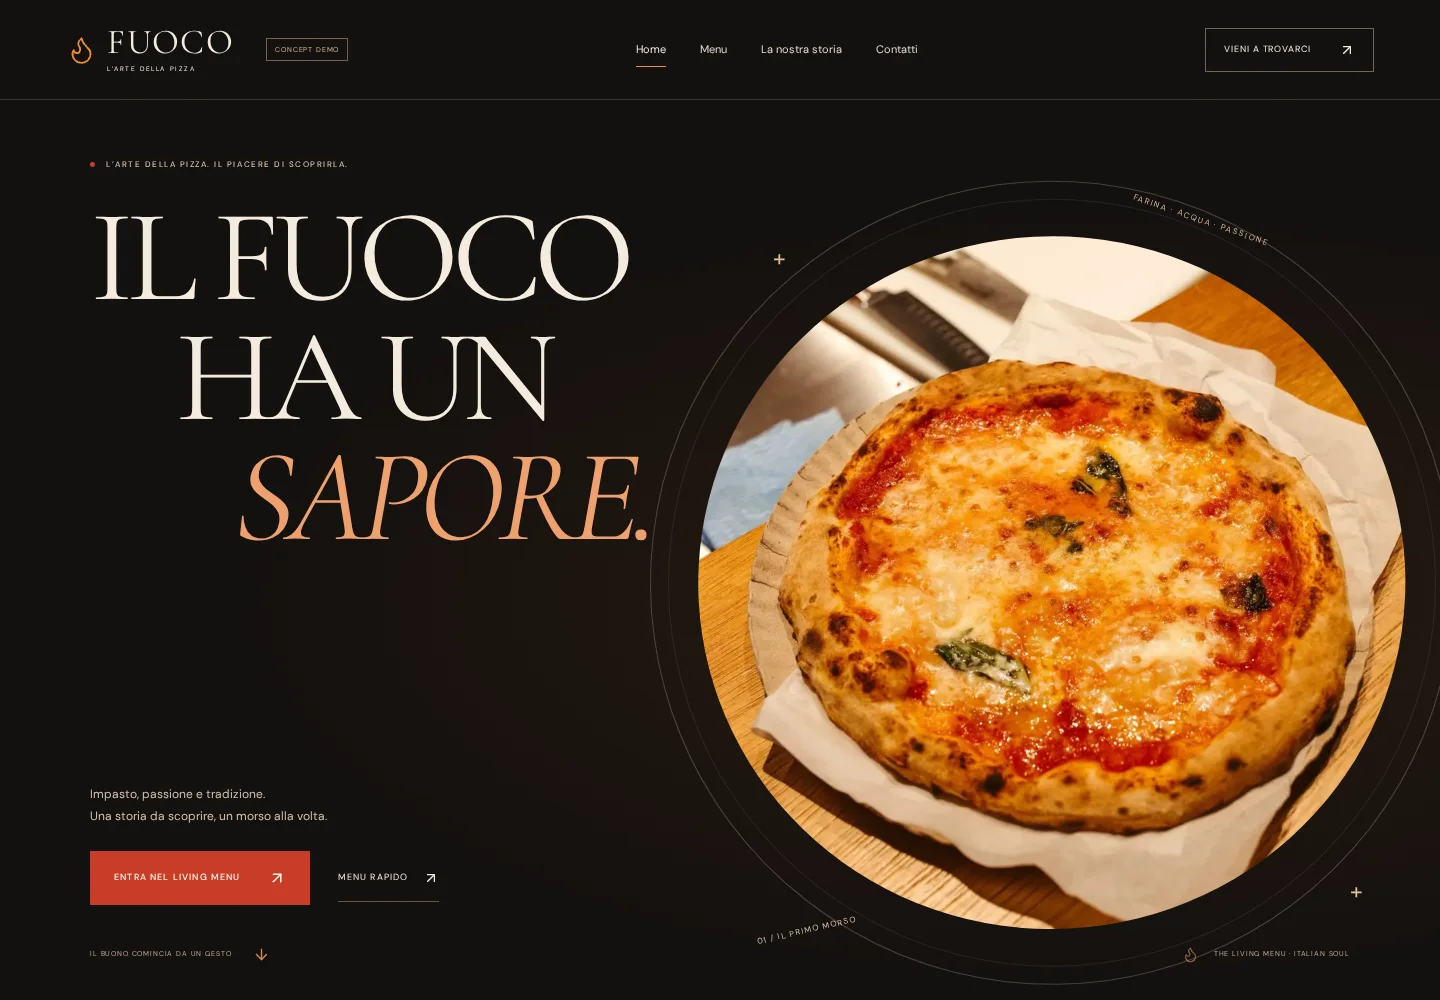 FUOCO
L'ARTE DELLA PIZZA
CONCEPT DEMO
Home
Menu
La nostra storia
Contatti
VIENI A TROVARCI
L'ARTE DELLA PIZZA. IL PIACERE DI SCOPRIRLA.
IL FUOCO
HA UN
SAPORE.
FARINA · ACQUA · PASSIONE
Impasto, passione e tradizione.
Una storia da scoprire, un morso alla volta.
ENTRA NEL LIVING MENU
MENU RAPIDO
01 / IL PRIMO MORSO
IL BUONO COMINCIA DA UN GESTO
THE LIVING MENU · ITALIAN SOUL